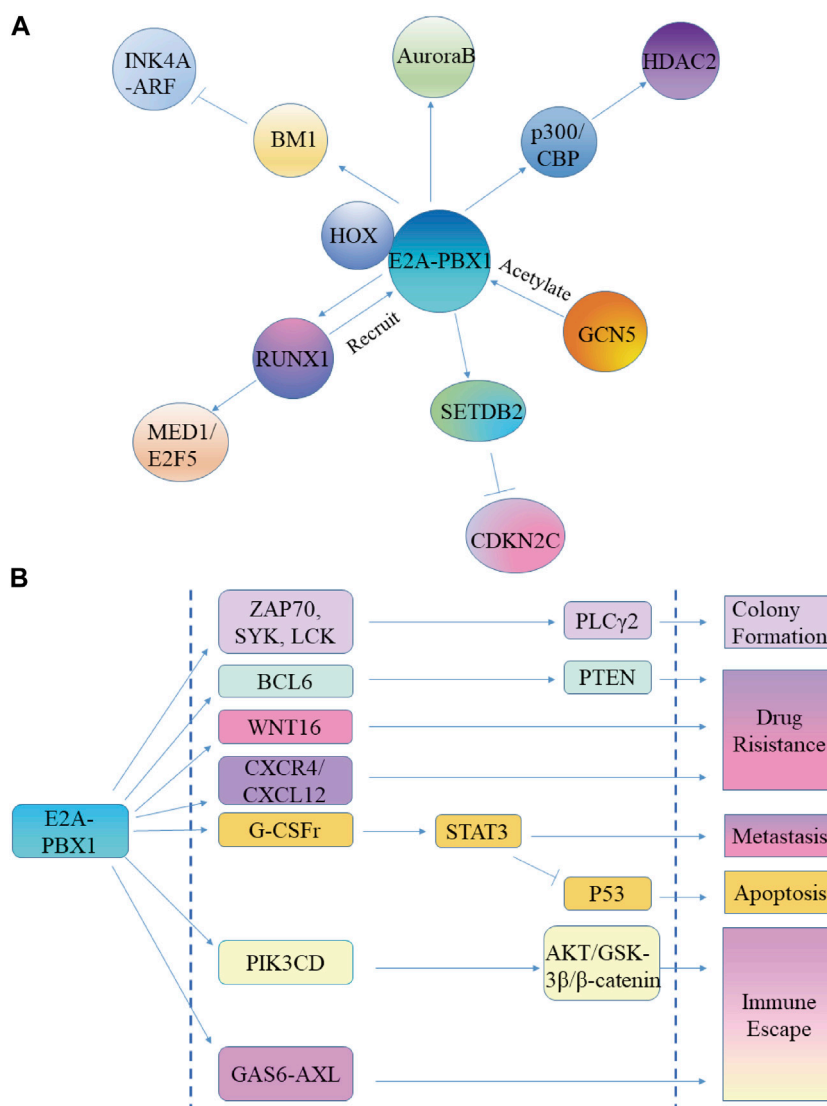 A
INK4A
-ARF
AuroraB
HDAC2
BM1
p300/
CBP
HOX
E2A-PBX1
Acetylate
GCN5
RUNX1
Recruit
MED1/
E2F5
SETDB2
CDKN2C
B
ZAP70,
SYK, LCK
PLCγ2
Colony
Formation
BCL6
PTEN
WNT16
Drug
Risistance
CXCR4/
CXCL12
E2A-
PBX1
G-CSFr
STAT3
Metastasis
P53
Apoptosis
PIK3CD
AKT/GSK-
3β/β-catenin
Immune
Escape
GAS6-AXL